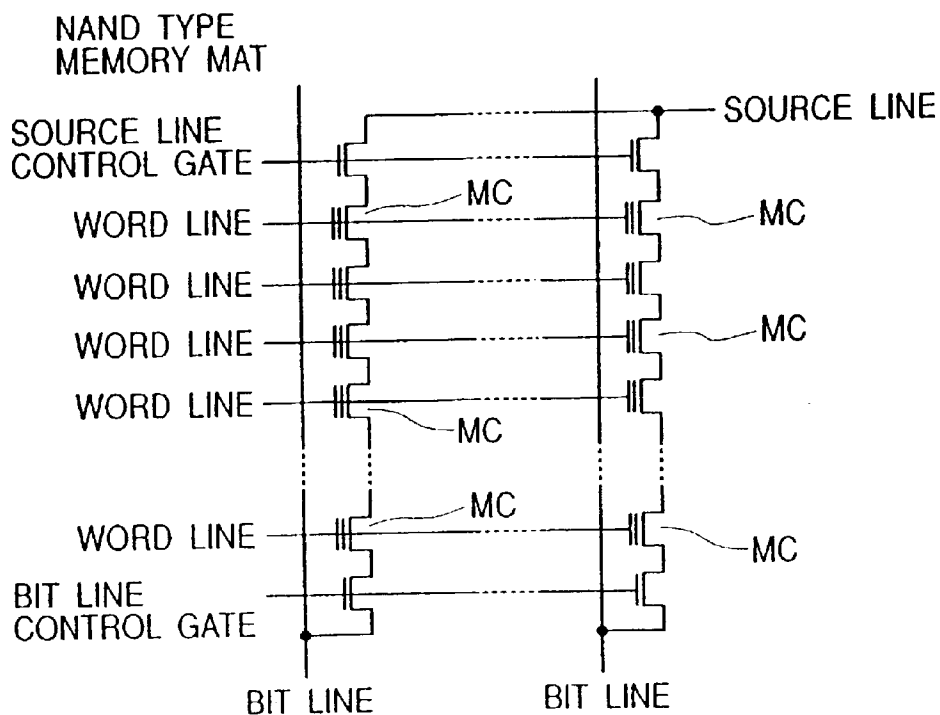 NAND TYPE
MEMORY MAT
SOURCE LINE
SOURCE LINE
CONTROL GATE
MC
WORD LINE
MC
WORD LINE
WORD LINE
MC
WORD LINE
MC
MC
WORD LINE
MC
BIT LINE
CONTROL GATE
BIT LINE
BIT LINE